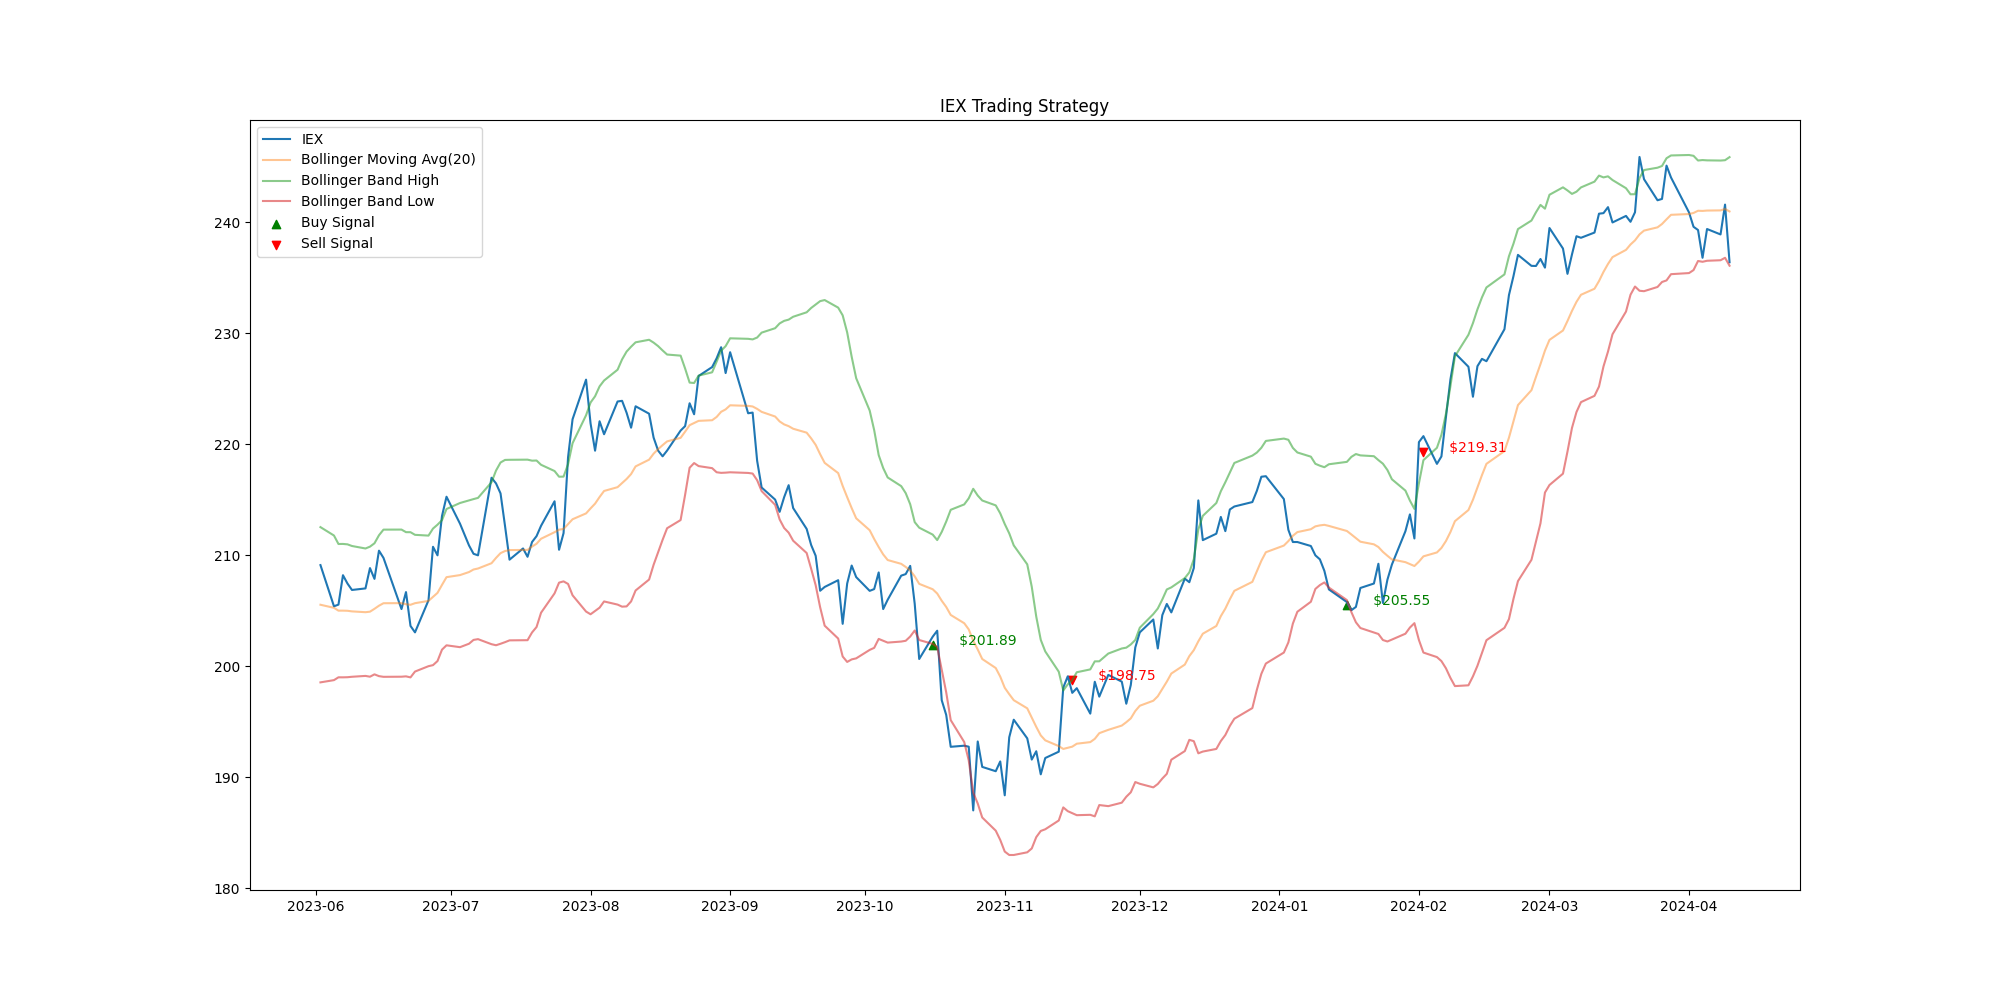 IEX Trading Strategy
IEX
Bollinger Moving Avg(20)
Bollinger Band High
Bollinger Band Low
Buy Signal
Sell Signal
240
230
220
210
200
190
180
$219.31
$205.55
$201.89
$198.75
2023-06 2023-07 2023-08 2023-09 2023-10 2023-11 2023-12 2024-01 2024-02 2024-03 2024-04